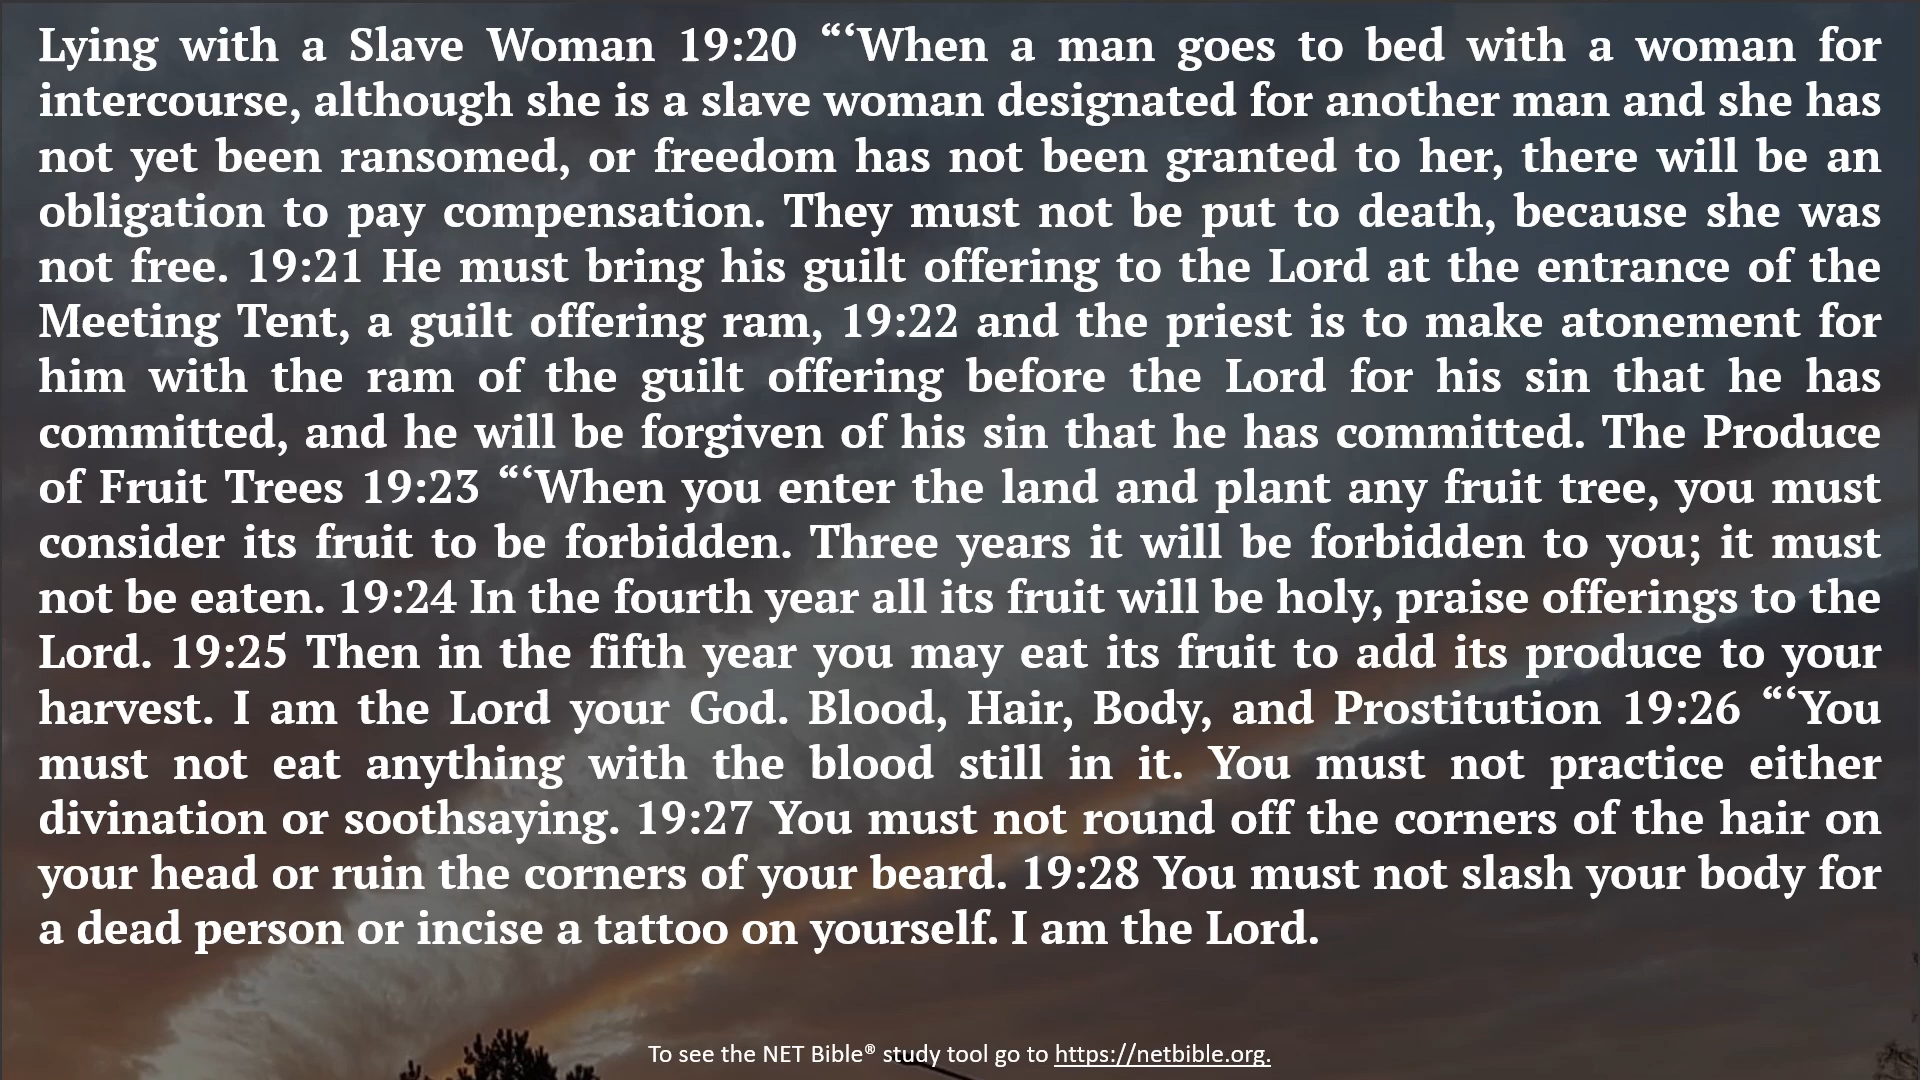 Lying with a Slave Woman 19:20 “‘When a man goes to bed with a woman for
intercourse, although she is a slave woman designated for another man and she has
not yet been ransomed, or freedom has not been granted to her, there will be an
obligation to pay compensation. They must not be put to death, because she was
not free. 19:21 He must bring his guilt offering to the Lord at the entrance of the
Meeting Tent, a guilt offering ram, 19:22 and the priest is to make atonement for
him with the ram of the guilt offering before the Lord for his sin that he has
committed, and he will be forgiven of his sin that he has committed. The Produce
of Fruit Trees 19:23 “‘When you enter the land and plant any fruit tree, you must
consider its fruit to be forbidden. Three years it will be forbidden to you; it must
not be eaten. 19:24 In the fourth year all its fruit will be holy, praise offerings to the
Lord. 19:25 Then in the fifth year you may eat its fruit to add its produce to your
harvest. I am the Lord your God. Blood, Hair, Body, and Prostitution 19:26 “‘You
must not eat anything with the blood still in it. You must not practice either
divination or soothsaying. 19:27 You must not round off the corners of the hair on
your head or ruin the corners of your beard. 19:28 You must not slash your body for
a dead person or incise a tattoo on yourself. I am the Lord.
To see the NET Bible® study tool go to https://netbible.org.